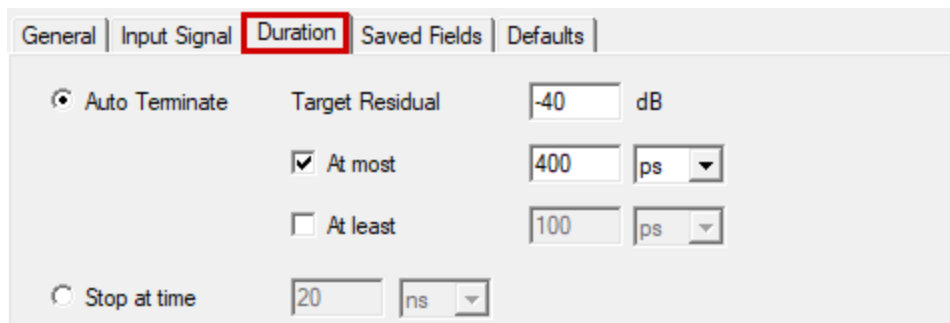 General Input Signal Duration Saved Fields Defaults
Auto Terminate Target Residual -40 dB
At most 400 ps
At least 100 ps
Stop at time 20 ns